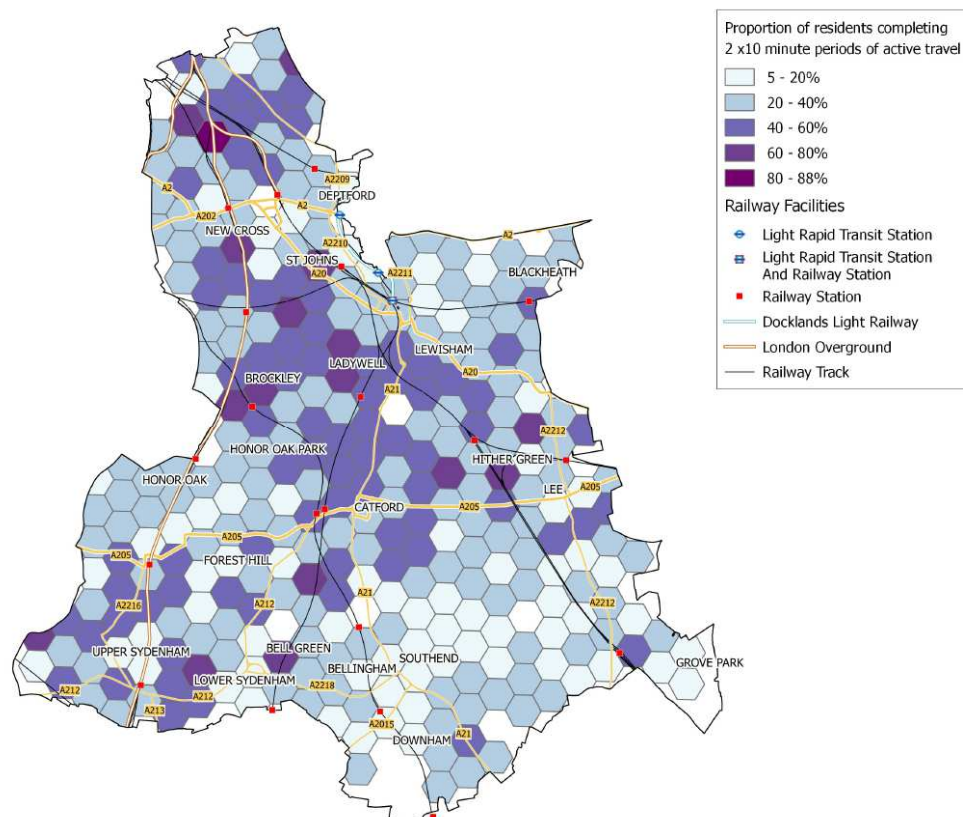 Proportion of residents completing
2 x10 minute periods of active travel
5 - 20%
20 - 40%
40 - 60%
60 - 80%
80 - 88%
Railway Facilities
Light Rapid Transit Station
Light Rapid Transit Station
And Railway Station
Railway Station
Docklands Light Railway
London Overground
Railway Track
A2209
A2
DEPTFORD
A202
A2
NEW CROSS
A2
A2210
ST JOHNS
A20
A2211
BLACKHEATH
LEWISHAM
LADYWELL
A20
BROCKLEY
A21
A2212
HONOR OAK PARK
HITHER GREEN
HONOR OAK
LEE
A205
CATFORD
A205
A205
A205
FOREST HILL
A21
A2216
A212
A2212
UPPER SYDENHAM
BELL GREEN
SOUTHEND
GROVE PARK
BELLINGHAM
LOWER SYDENHAM
A2218
A212
A212
A213
A2015
A21
DOWNHAM